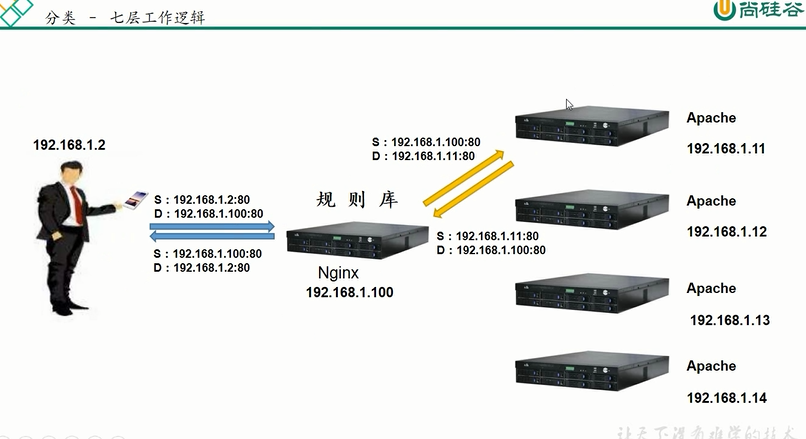 分类 - 七层工作逻辑
尚硅谷
192.168.1.2
S：192.168.1.2:80
D：192.168.1.100:80
S：192.168.1.100:80
D：192.168.1.2:80
规 则 库
Nginx
192.168.1.100
S：192.168.1.100:80
D：192.168.1.11:80
S：192.168.1.11:80
D：192.168.1.100:80
Apache
192.168.1.11
Apache
192.168.1.12
Apache
192.168.1.13
Apache
192.168.1.14